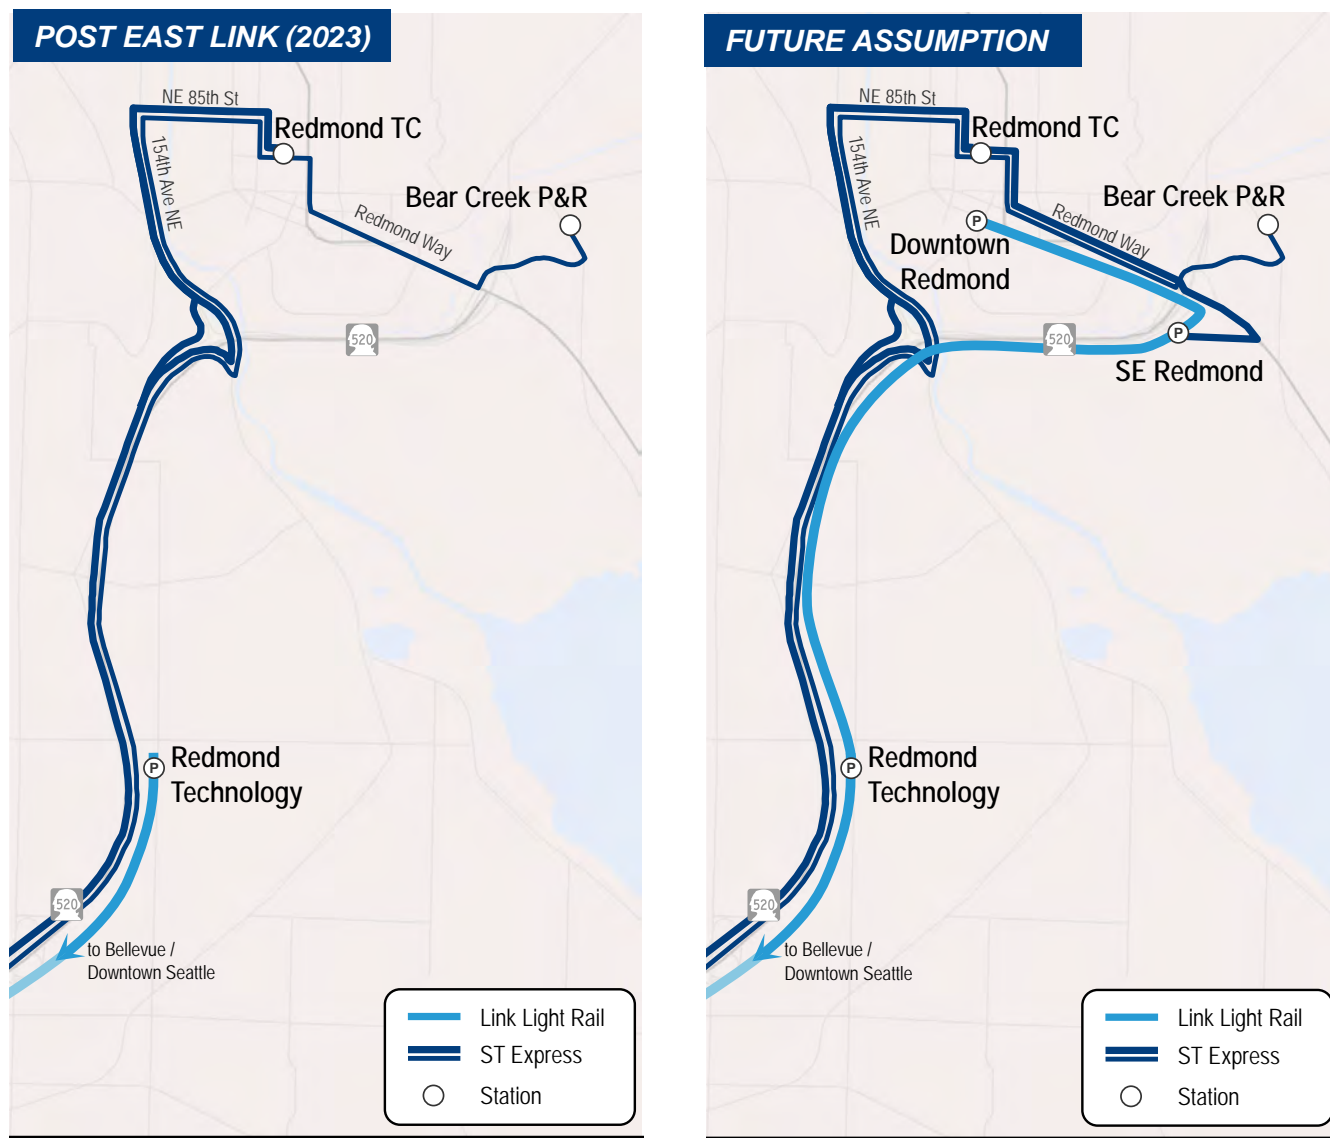 POST EAST LINK (2023)
NE 85th St
Redmond TC
154th Ave NE
Bear Creek P&R
Redmond Way
520
Redmond
Technology
P
520
to Bellevue /
Downtown Seattle
Link Light Rail
ST Express
Station
FUTURE ASSUMPTION
NE 85th St
Redmond TC
154th Ave NE
Bear Creek P&R
Redmond Way
P
Downtown
Redmond
520
P
SE Redmond
Redmond
P
Technology
520
to Bellevue /
Downtown Seattle
Link Light Rail
ST Express
Station